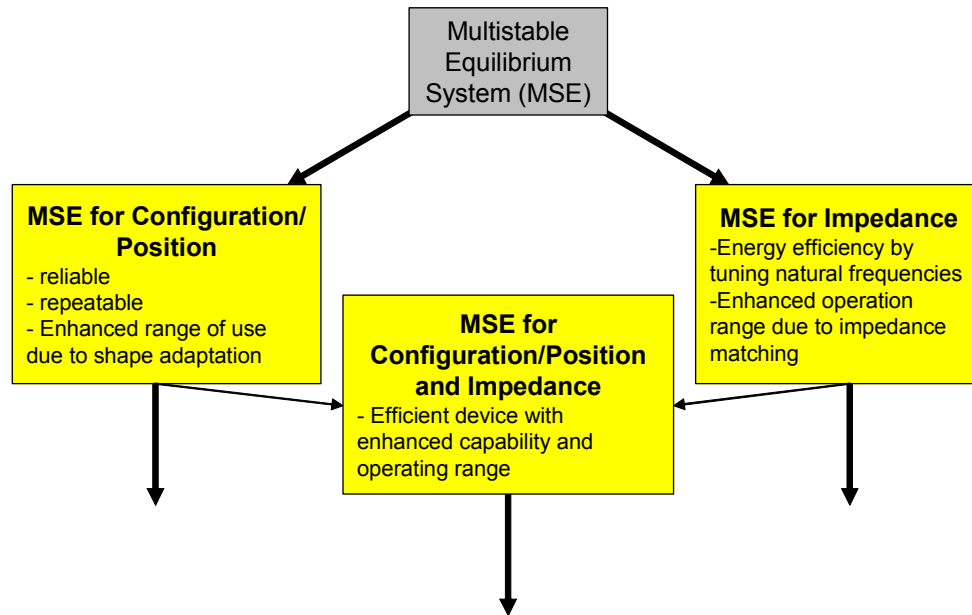 Multistable
Equilibrium
System (MSE)
MSE for Configuration/
Position
- reliable
- repeatable
- Enhanced range of use
due to shape adaptation
MSE for Impedance
-Energy efficiency by
tuning natural frequencies
-Enhanced operation
range due to impedance
matching
MSE for
Configuration/Position
and Impedance
- Efficient device with
enhanced capability and
operating range